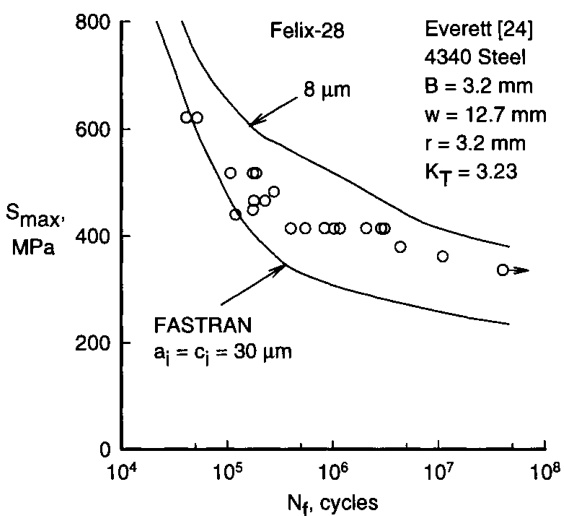 Felix-28
Everett [24]
4340 Steel
B = 3.2 mm
w = 12.7 mm
r = 3.2 mm
K_T = 3.23
8 μm
FASTRAN
a_i = c_i = 30 μm
S_max,
MPa
800
600
400
200
0
10^4
10^5
10^6
10^7
10^8
N_f, cycles